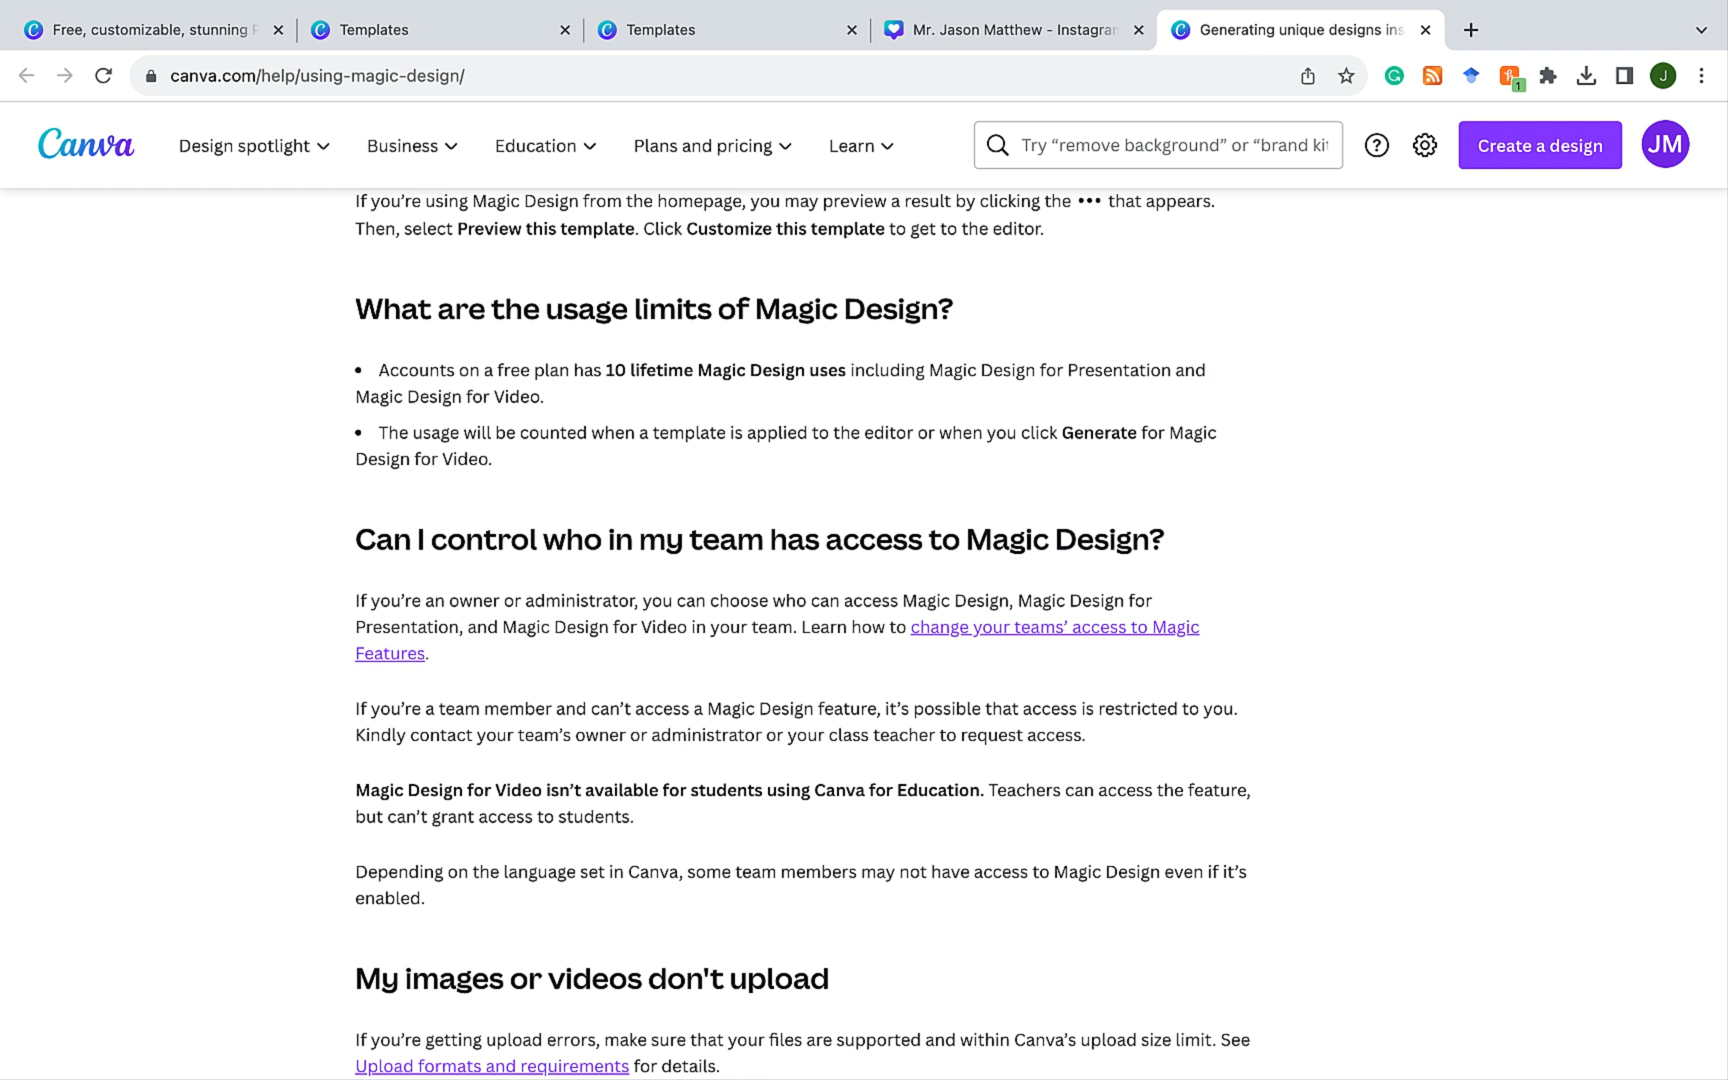 Free, customizable, stunning
Templates
Templates
Mr. Jason Matthew - Instagram
Generating unique designs ins
canva.com/help/using-magic-design/
1
J
Canva
Design spotlight
Business
Education
Plans and pricing
Learn
Try “remove background” or “brand kit
Create a design
JM
If you’re using Magic Design from the homepage, you may preview a result by clicking the ••• that appears.
Then, select Preview this template. Click Customize this template to get to the editor.
What are the usage limits of Magic Design?
• Accounts on a free plan has 10 lifetime Magic Design uses including Magic Design for Presentation and
Magic Design for Video.
• The usage will be counted when a template is applied to the editor or when you click Generate for Magic
Design for Video.
Can I control who in my team has access to Magic Design?
If you’re an owner or administrator, you can choose who can access Magic Design, Magic Design for
Presentation, and Magic Design for Video in your team. Learn how to change your teams’ access to Magic
Features.
If you’re a team member and can’t access a Magic Design feature, it’s possible that access is restricted to you.
Kindly contact your team’s owner or administrator or your class teacher to request access.
Magic Design for Video isn’t available for students using Canva for Education. Teachers can access the feature,
but can’t grant access to students.
Depending on the language set in Canva, some team members may not have access to Magic Design even if it’s
enabled.
My images or videos don't upload
If you’re getting upload errors, make sure that your files are supported and within Canva’s upload size limit. See
Upload formats and requirements for details.